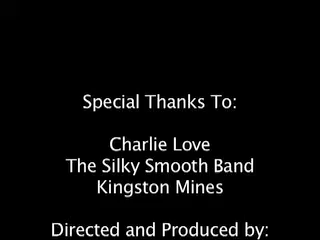 Special Thanks To:
Charlie Love
The Silky Smooth Band
Kingston Mines
Directed and Produced by: